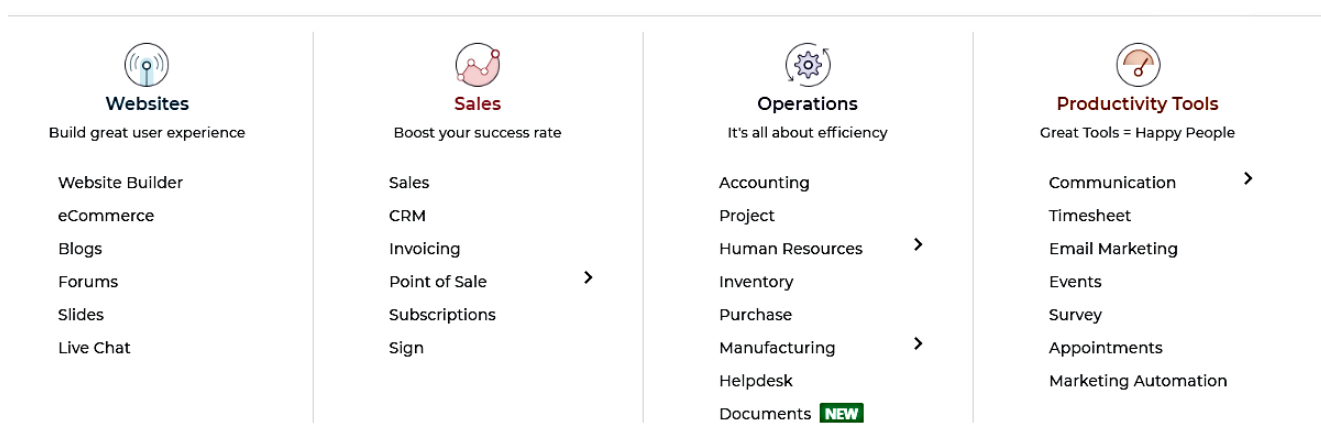 Websites
Build great user experience
Website Builder
eCommerce
Blogs
Forums
Slides
Live Chat
Sales
Boost your success rate
Sales
CRM
Invoicing
Point of Sale
Subscriptions
Sign
Operations
It's all about efficiency
Accounting
Project
Human Resources
Inventory
Purchase
Manufacturing
Helpdesk
Documents NEW
Productivity Tools
Great Tools = Happy People
Communication
Timesheet
Email Marketing
Events
Survey
Appointments
Marketing Automation